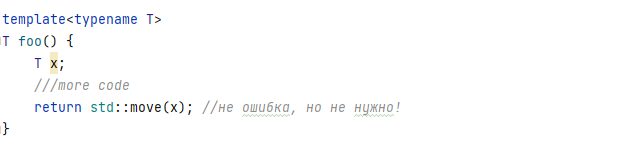 template<typename T>
T foo() {
    T x;
    ///more code
    return std::move(x); //не ошибка, но не нужно!
}